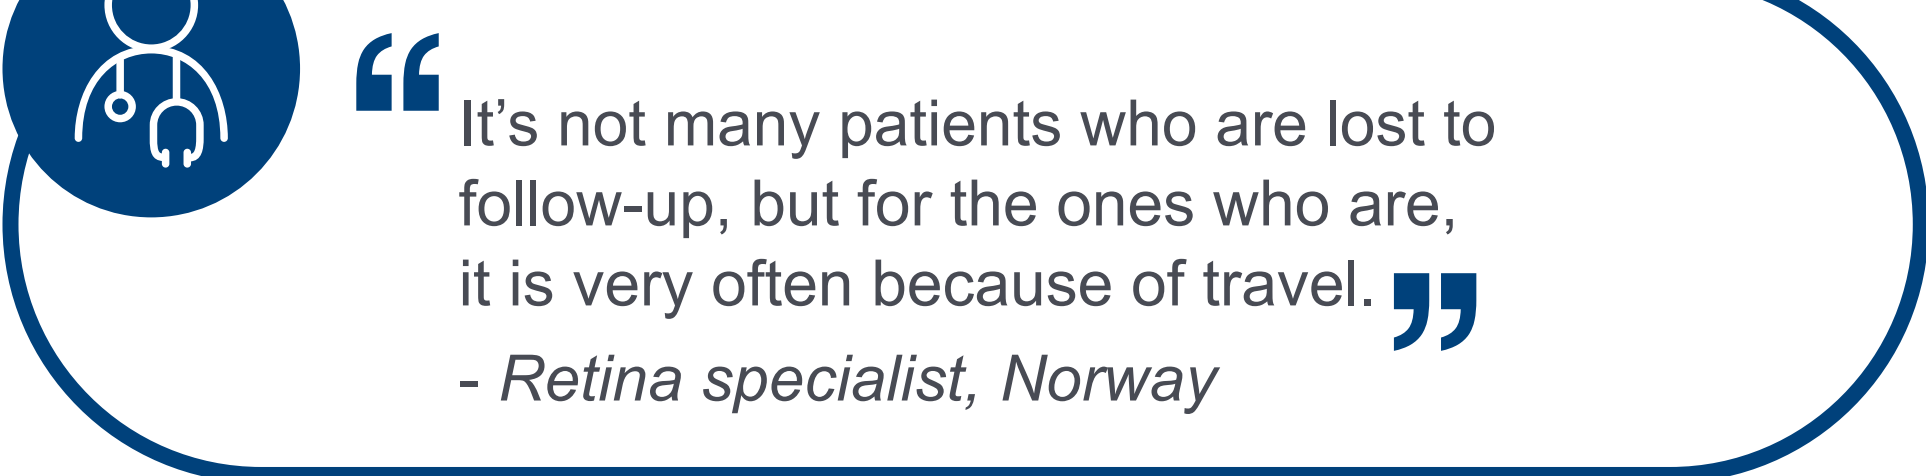 “
It’s not many patients who are lost to
follow-up, but for the ones who are,
it is very often because of travel. ”
- Retina specialist, Norway